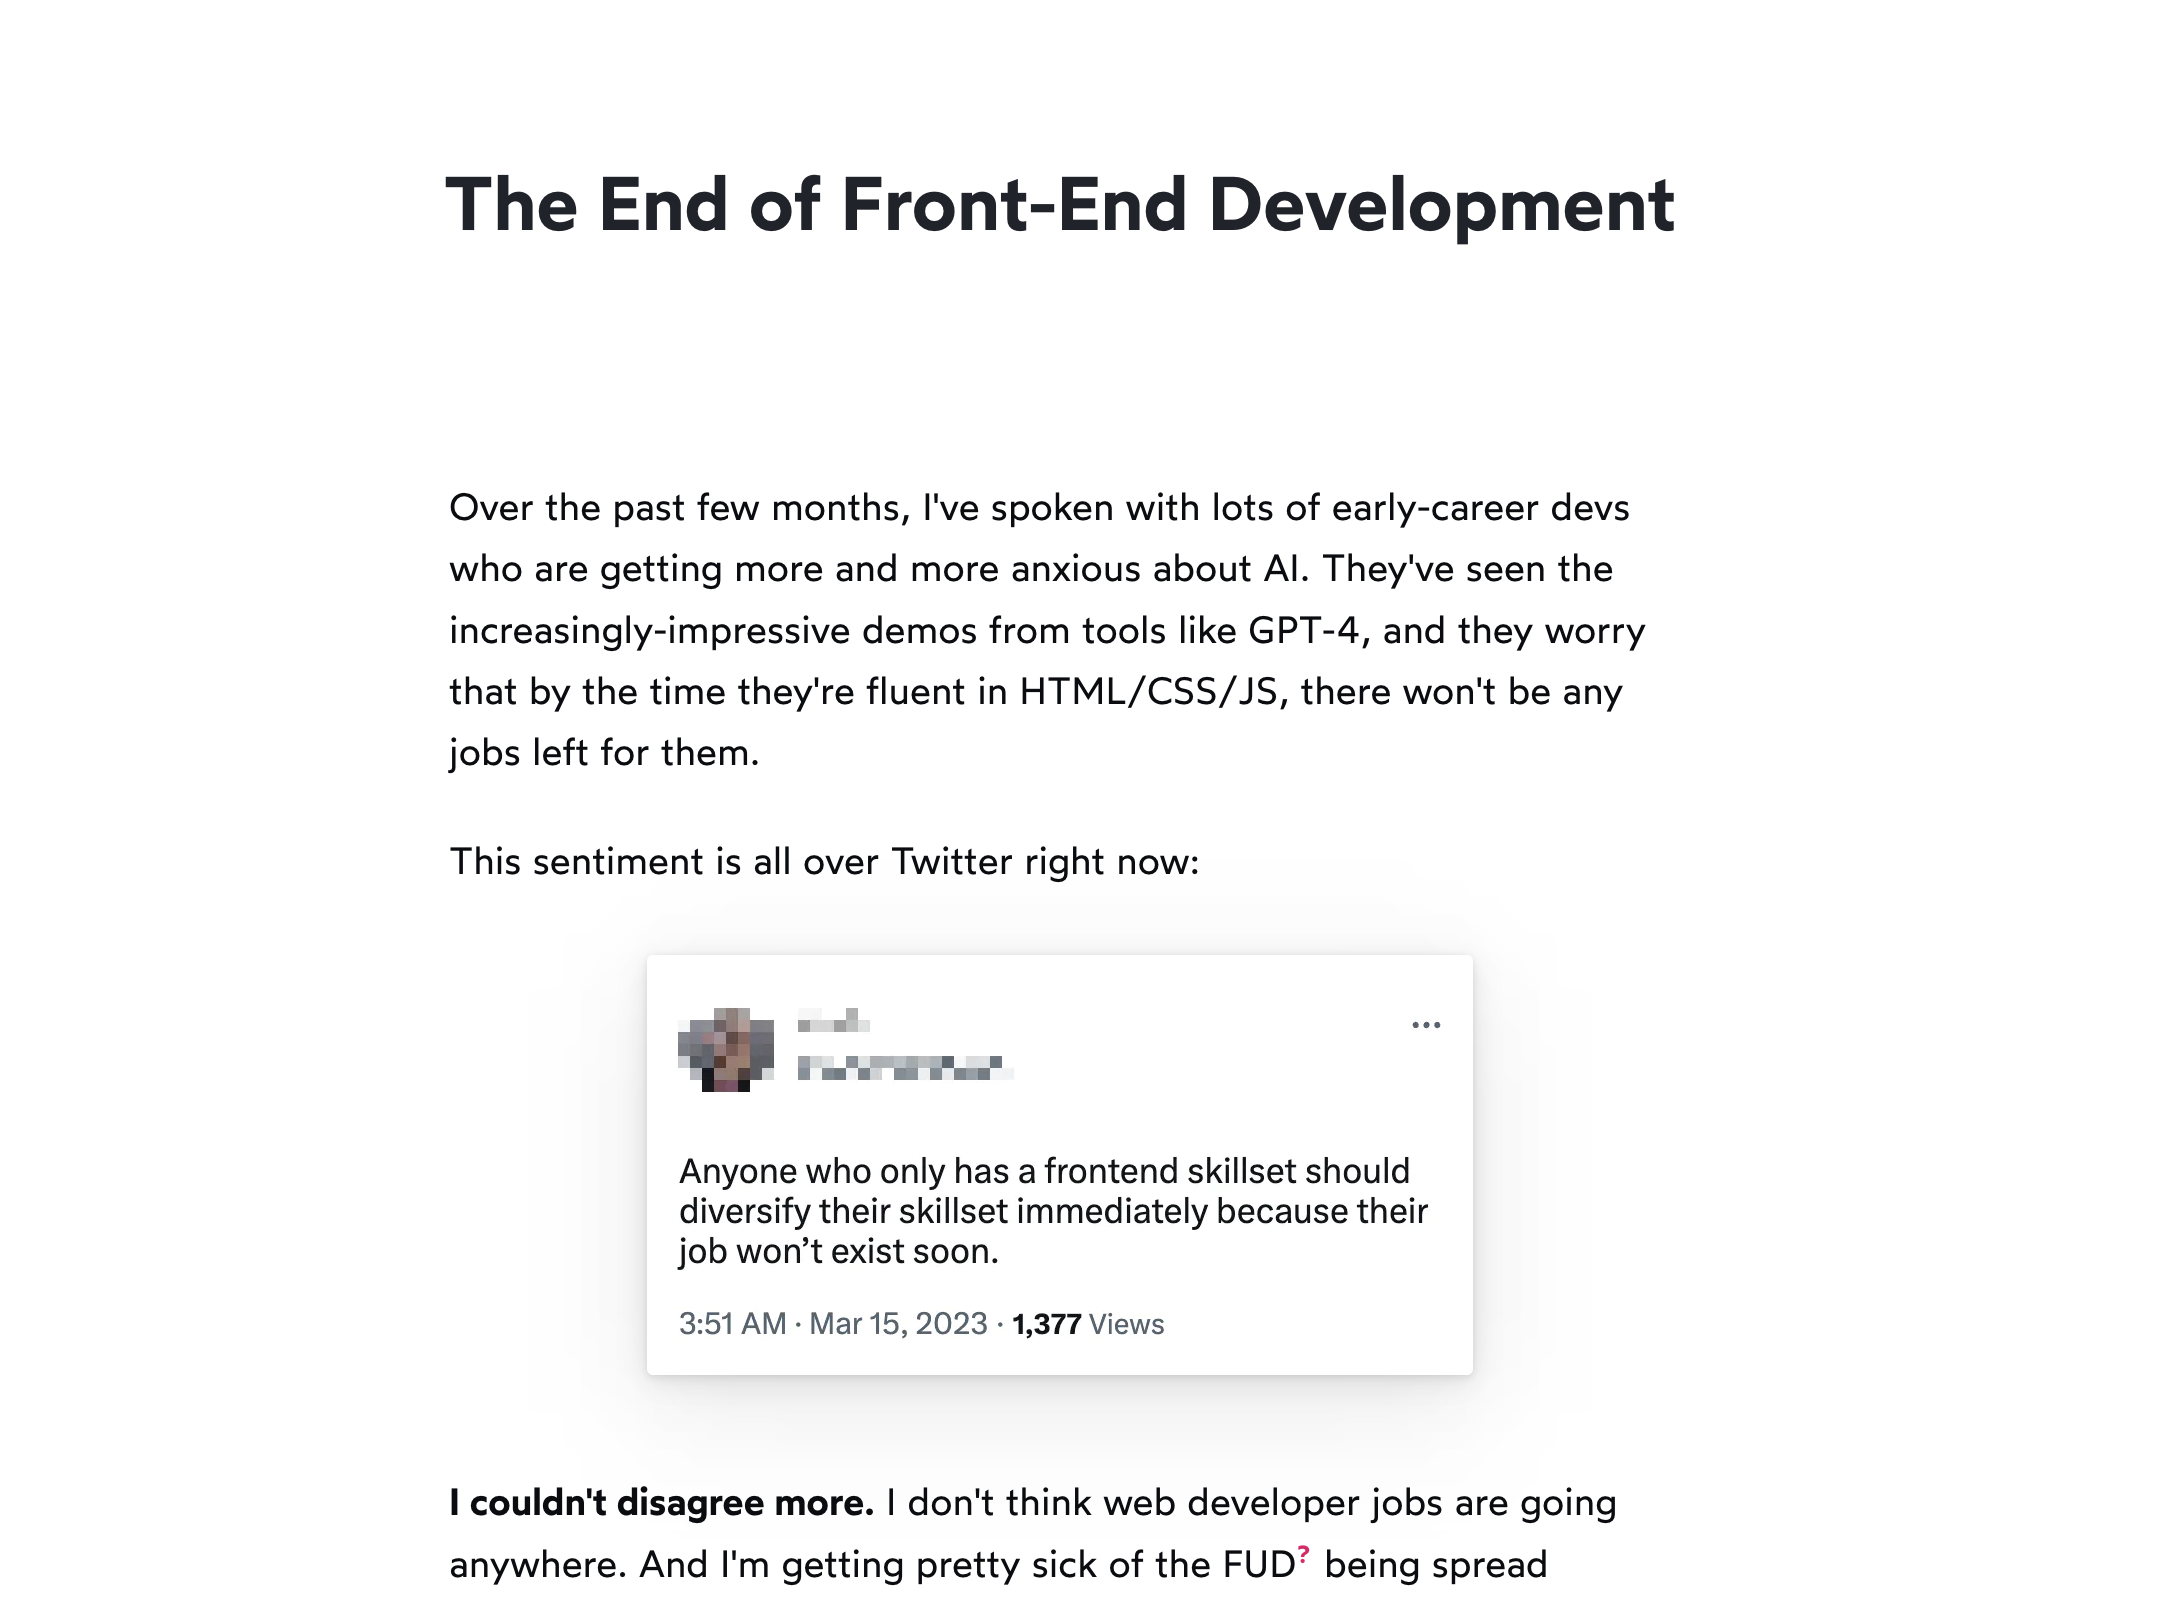 The End of Front-End Development
Over the past few months, I've spoken with lots of early-career devs
who are getting more and more anxious about AI. They've seen the
increasingly-impressive demos from tools like GPT-4, and they worry
that by the time they're fluent in HTML/CSS/JS, there won't be any
jobs left for them.
This sentiment is all over Twitter right now:
Anyone who only has a frontend skillset should
diversify their skillset immediately because their
job won’t exist soon.
3:51 AM · Mar 15, 2023 · 1,377 Views
I couldn't disagree more. I don't think web developer jobs are going
anywhere. And I'm getting pretty sick of the FUD? being spread